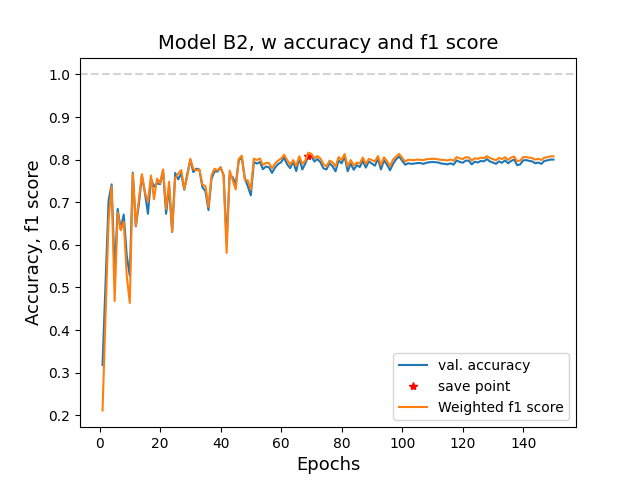 Model B2, w accuracy and f1 score
Accuracy, f1 score
1.0
0.9
0.8
0.7
0.6
0.5
0.4
0.3
0.2
val. accuracy
save point
Weighted f1 score
0 20 40 60 80 100 120 140
Epochs